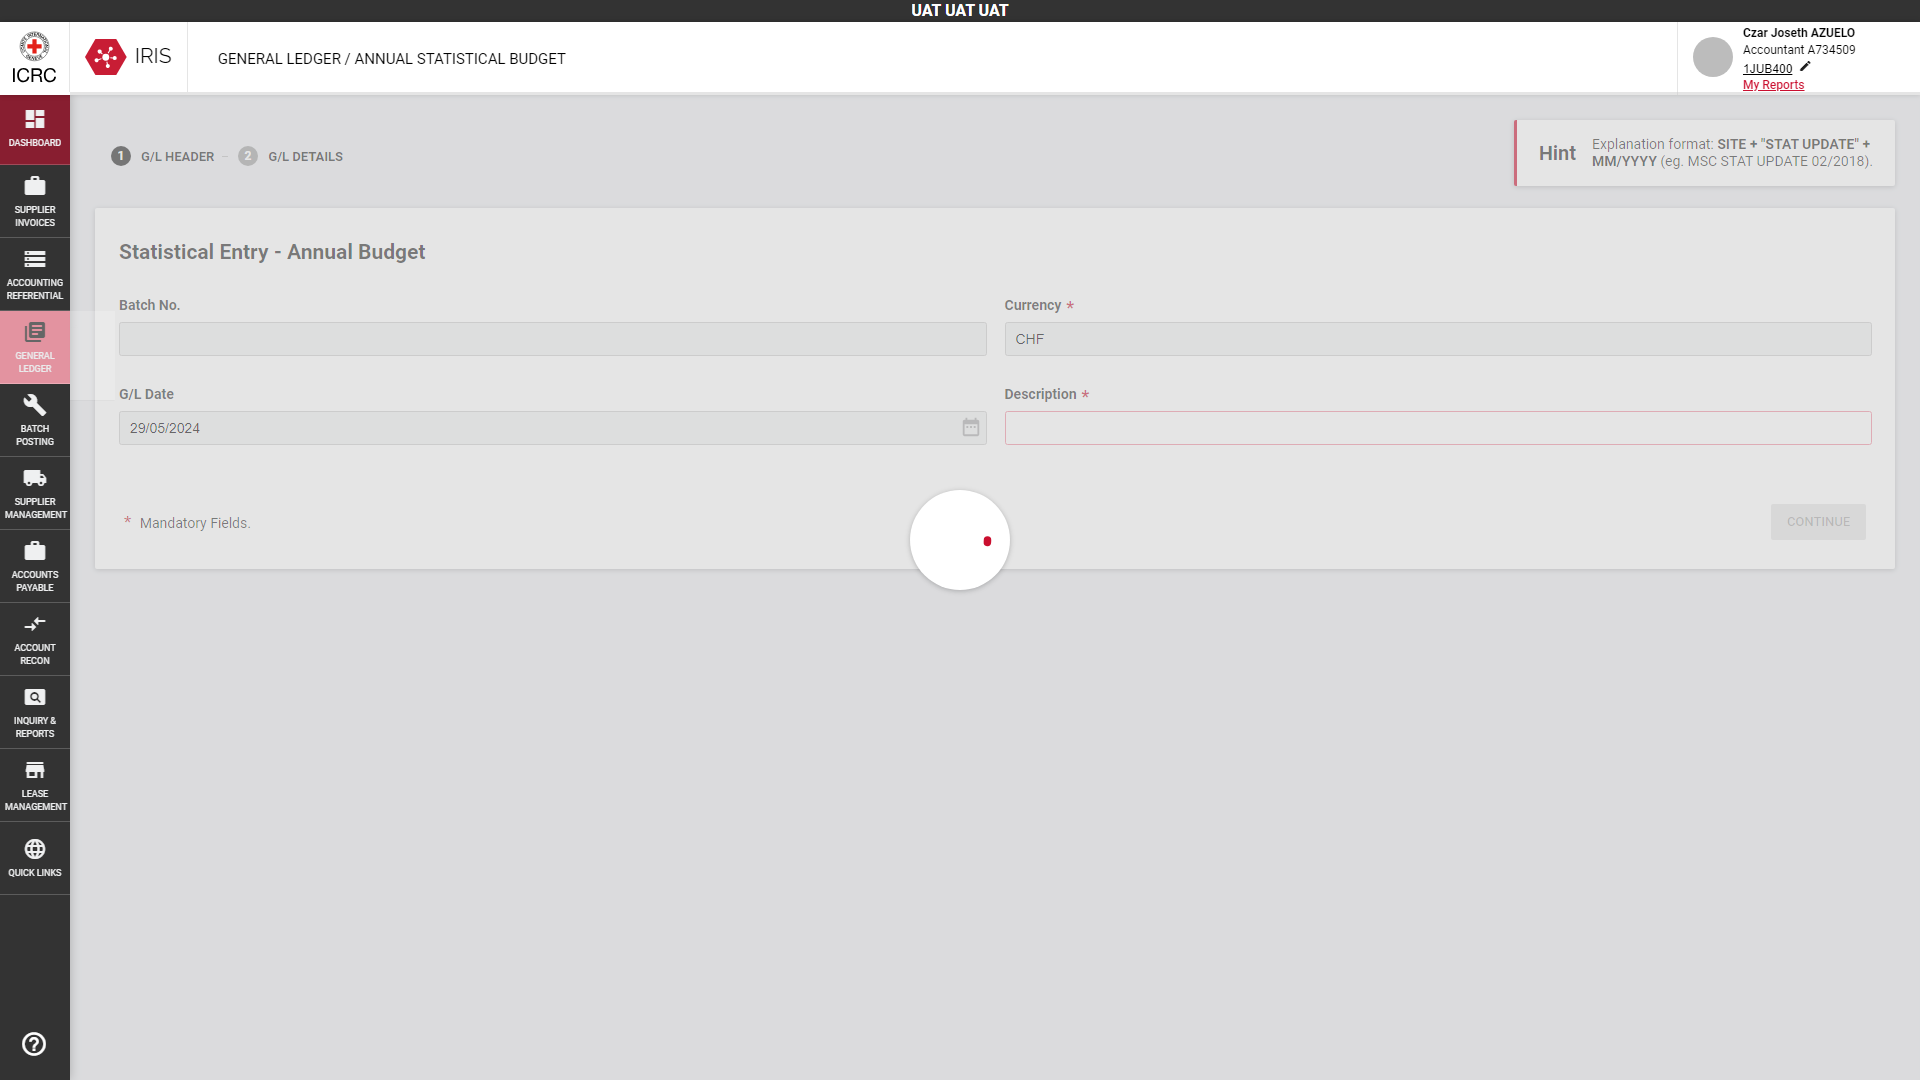 UAT UAT UAT
ICRC
IRIS
GENERAL LEDGER / ANNUAL STATISTICAL BUDGET
Czar Joseth AZUELO
Accountant A734509
1JUB400
My Reports
DASHBOARD
SUPPLIER
INVOICES
ACCOUNTING
REFERENTIAL
GENERAL
LEDGER
BATCH
POSTING
SUPPLIER
MANAGEMENT
ACCOUNTS
PAYABLE
ACCOUNT
RECON
INQUIRY &
REPORTS
LEASE
MANAGEMENT
QUICK LINKS
1 G/L HEADER 2 G/L DETAILS
Hint
Explanation format: SITE + "STAT UPDATE" +
MM/YYYY (eg. MSC STAT UPDATE 02/2018).
Statistical Entry - Annual Budget
Batch No.
Currency *
CHF
G/L Date
29/05/2024
Description *
* Mandatory Fields.
CONTINUE